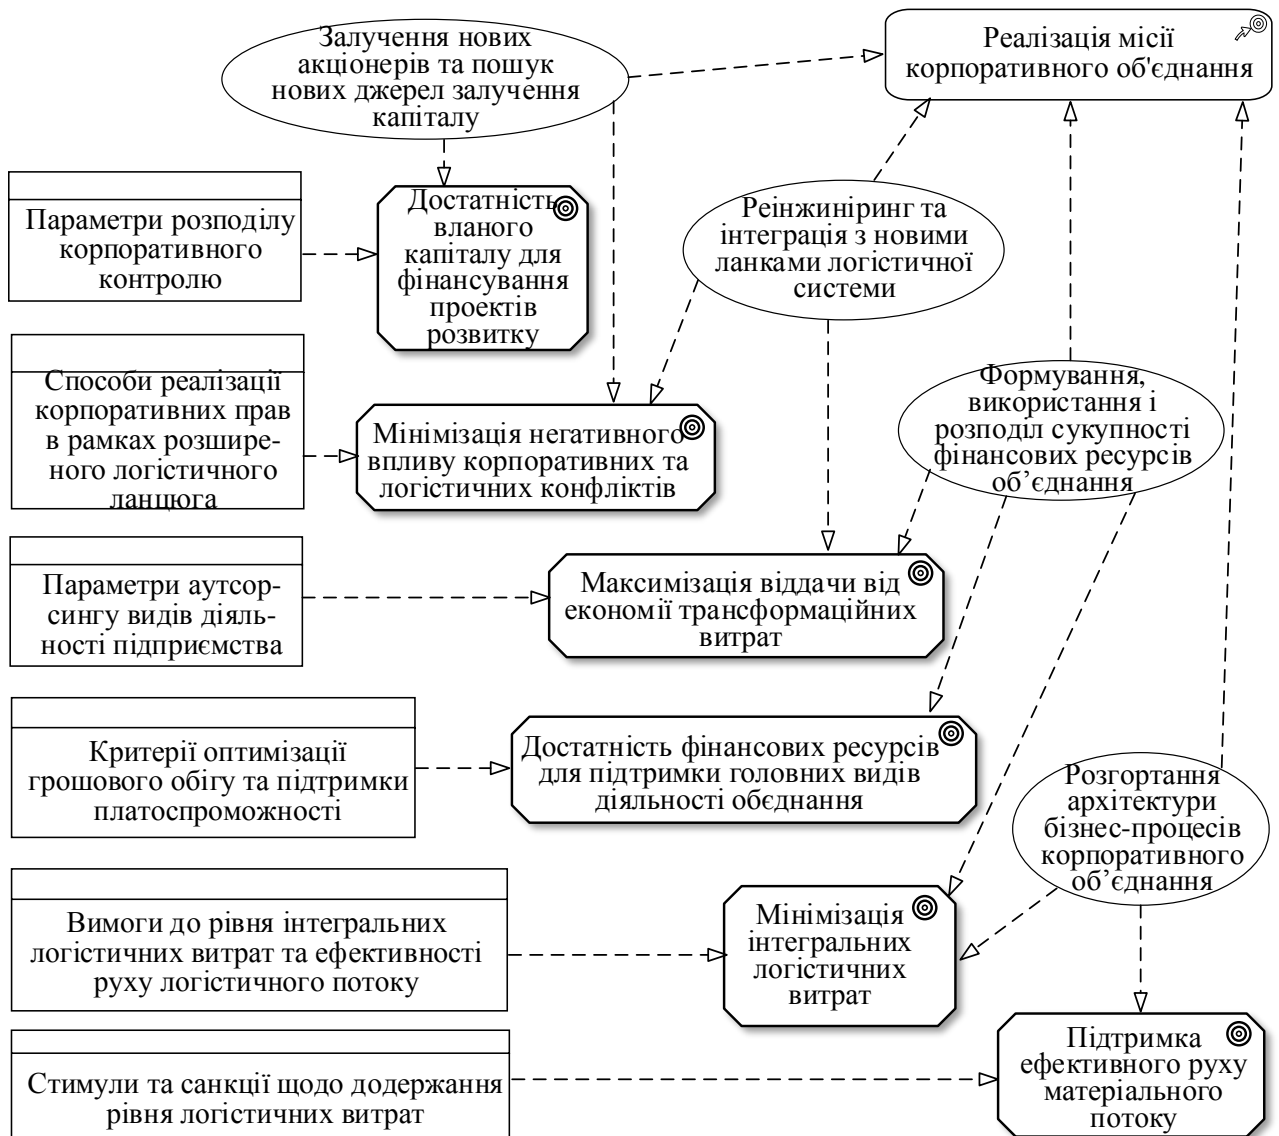 Залучення нових
акціонерів та пошук
нових джерел залучення
капіталу
Реалізація місії
корпоративного об'єднання
Параметри розподілу
корпоративного
контролю
Достатність
вланого
капіталу для
фінансування
проектів
розвитку
Реінжиніринг та
інтеграція з новими
ланками логістичної
системи
Способи реалізації
корпоративних прав
в рамках розшире-
ного логістичного
ланцюга
Мінімізація негативного
впливу корпоративних та
логістичних конфліктів
Формування,
використання і
розподіл сукупності
фінансових ресурсів
об’єднання
Параметри аутсор-
сингу видів діяль-
ності підприємства
Максимізація віддачи від
економії трансформаційних
витрат
Критерії оптимізації
грошового обігу та підтримки
платоспроможності
Достатність фінансових ресурсів
для підтримки головних видів
діяльності обєднання
Розгортання
архітектури
бізнес-процесів
корпоративного
об’єднання
Вимоги до рівня інтегральних
логістичних витрат та ефективності
руху логістичного потоку
Мінімізація
інтегральних
логістичних
витрат
Стимули та санкції щодо додержання
рівня логістичних витрат
Підтримка
ефективного руху
матеріального
потоку